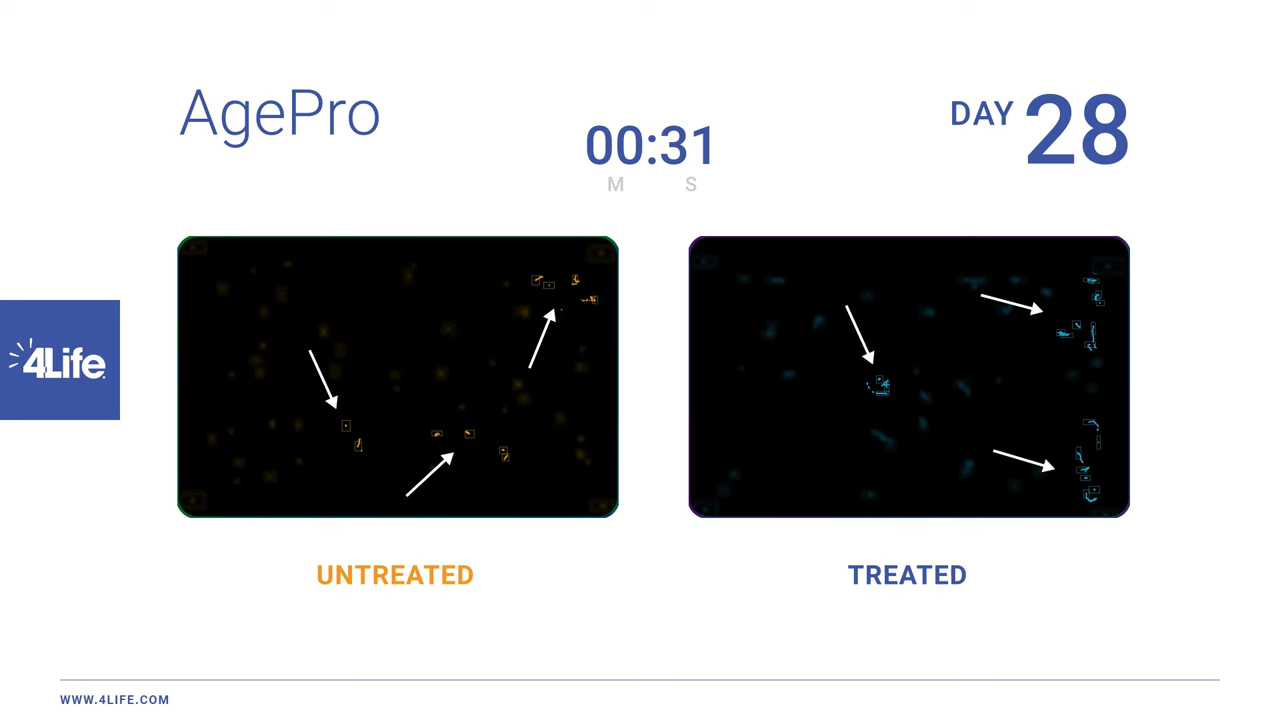 AgePro
00:31
M S
DAY 28
4Life
UNTREATED
TREATED
WWW.4LIFE.COM